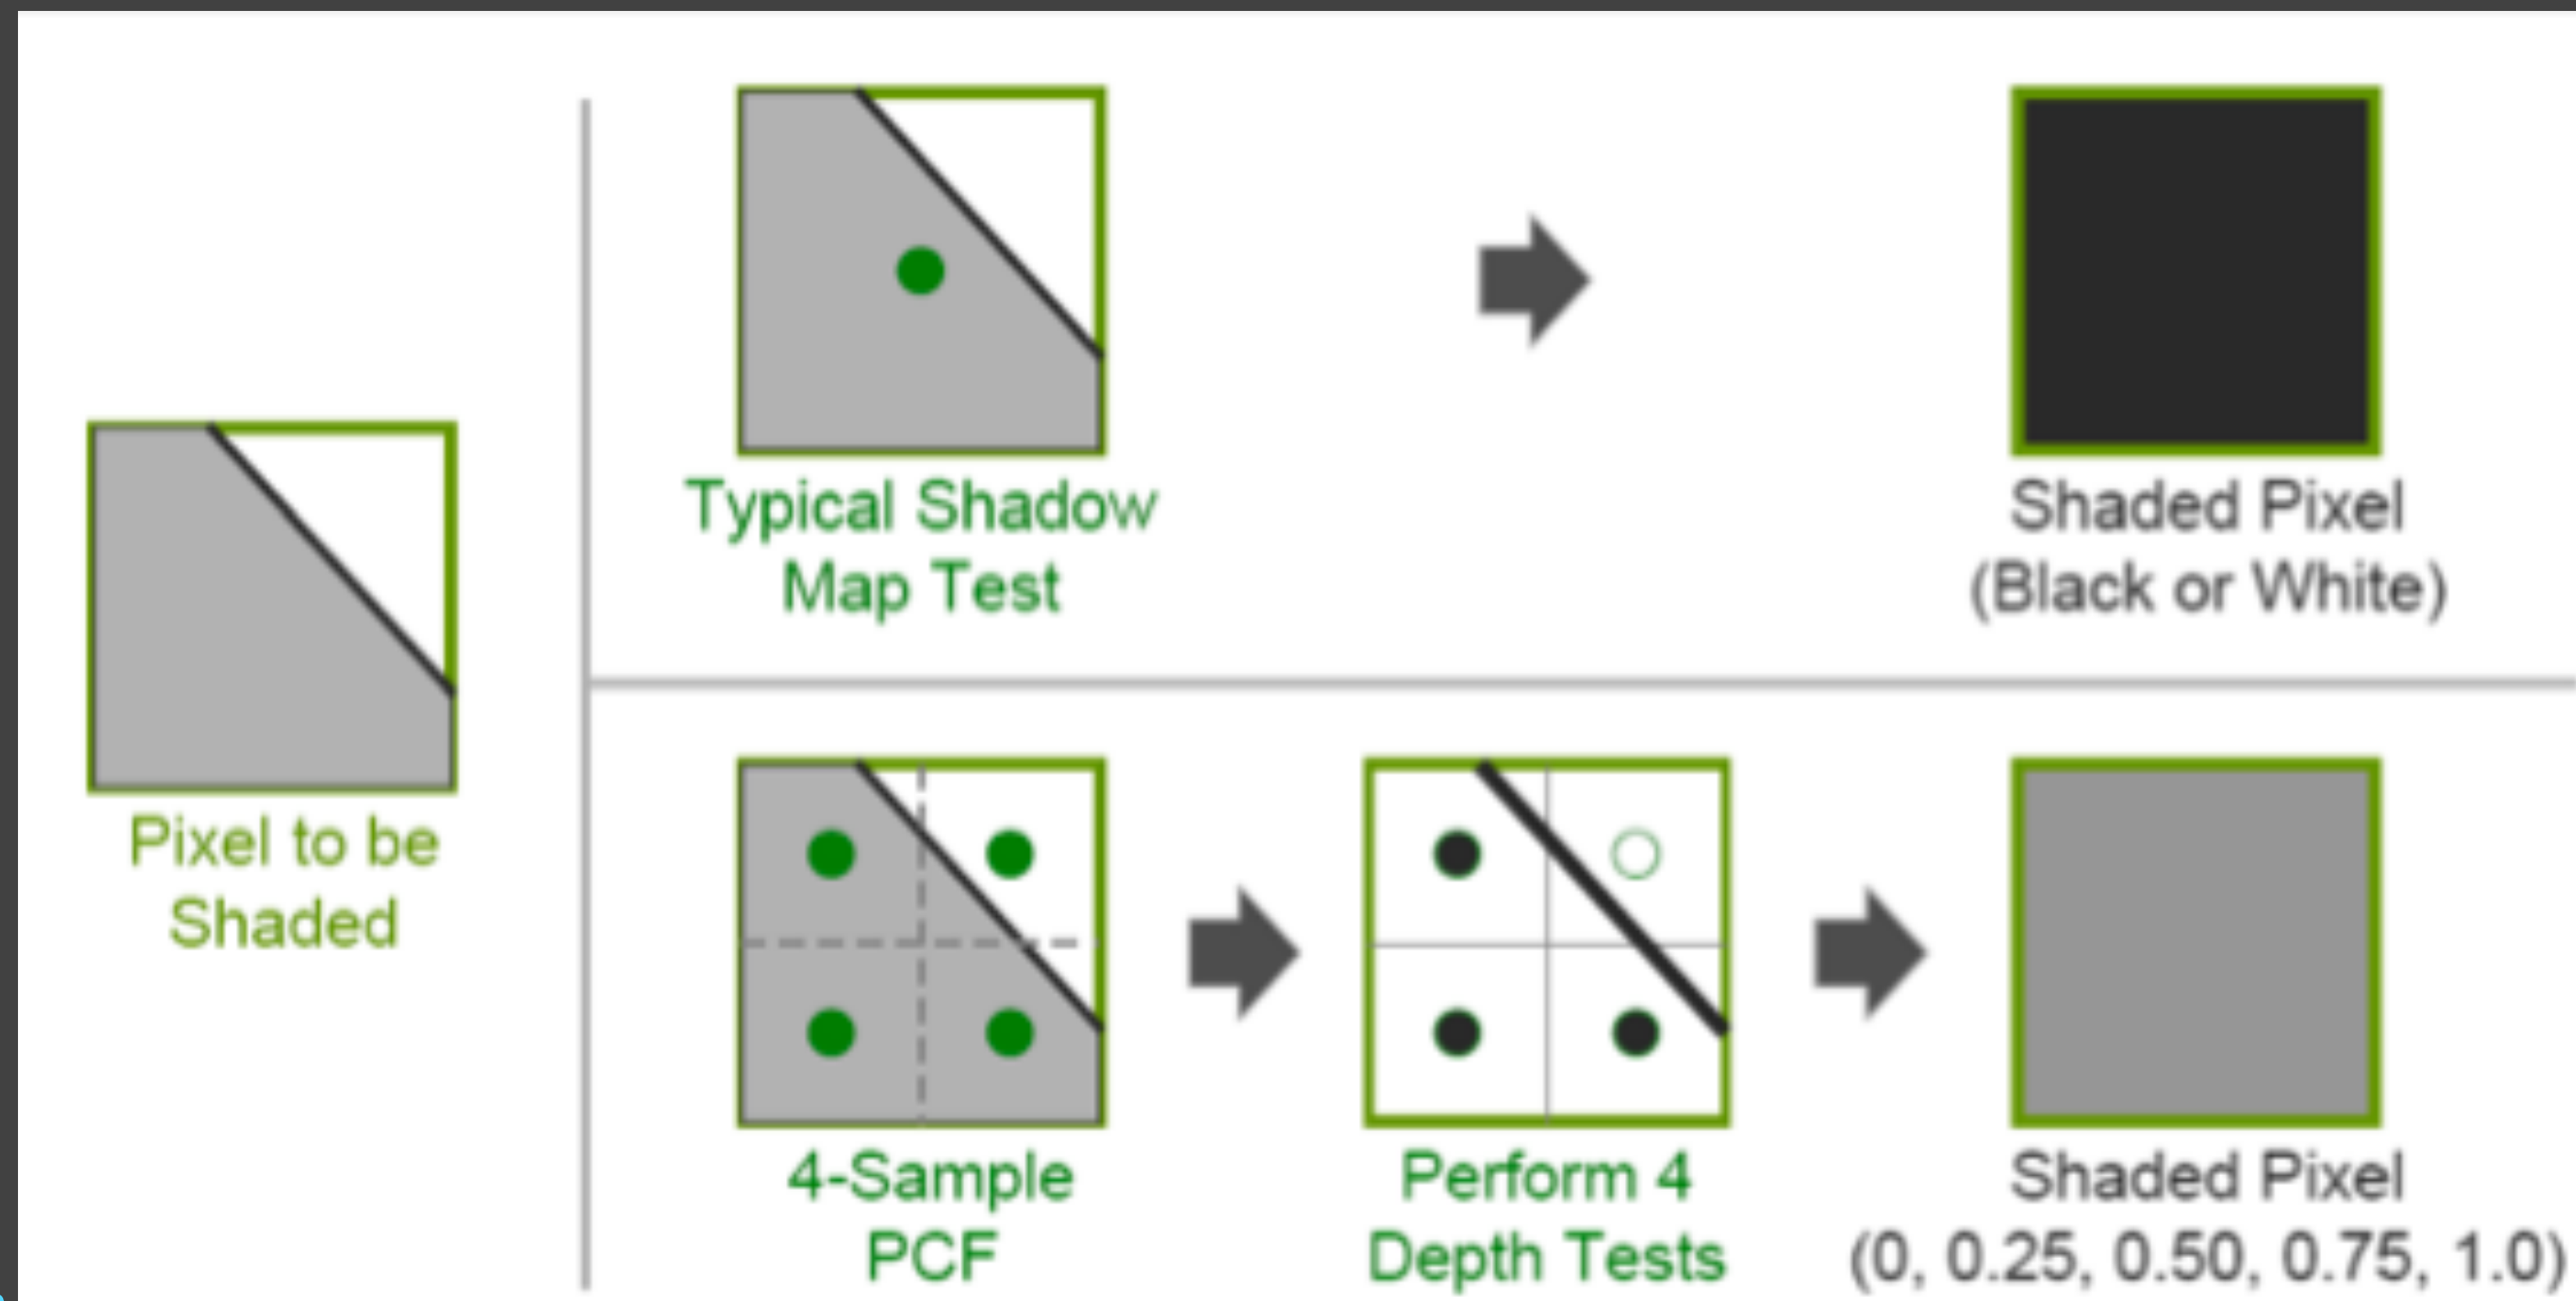 Pixel to be
Shaded
Typical Shadow
Map Test
Shaded Pixel
(Black or White)
4-Sample
PCF
Perform 4
Depth Tests
Shaded Pixel
(0, 0.25, 0.50, 0.75, 1.0)